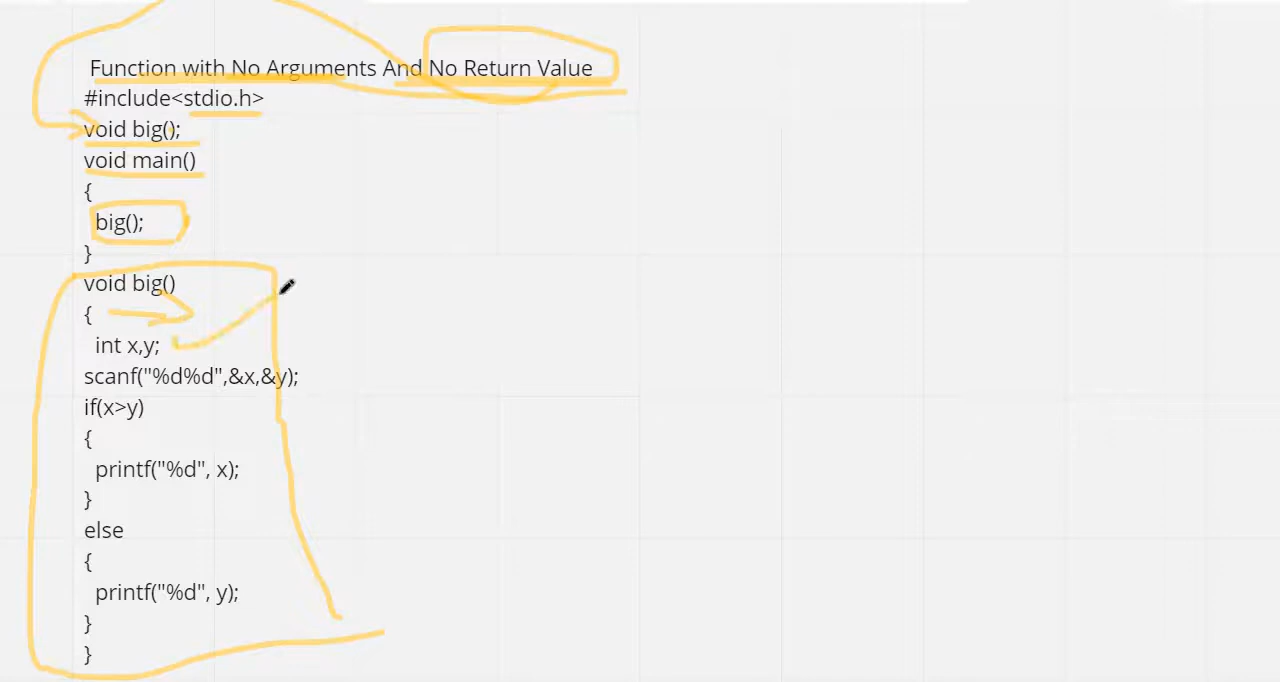 Function with No Arguments And No Return Value
#include<stdio.h>
void big();
void main()
{
big();
}
void big()
{
int x,y;
scanf("%d%d",&x,&y);
if(x>y)
{
printf("%d", x);
}
else
{
printf("%d", y);
}
}